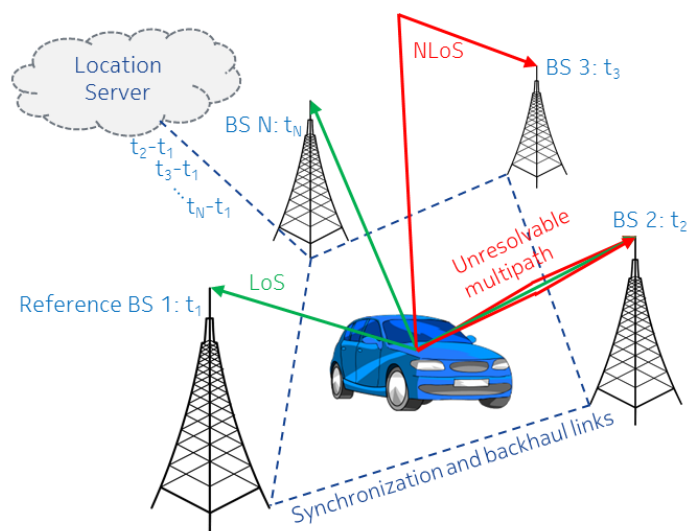 Location
Server
NLoS
BS 3: t3
BS N: tN
t2-t1
t3-t1
...
tN-t1
BS 2: t2
Unresolvable
multipath
LoS
Reference BS 1: t1
Synchronization and backhaul links